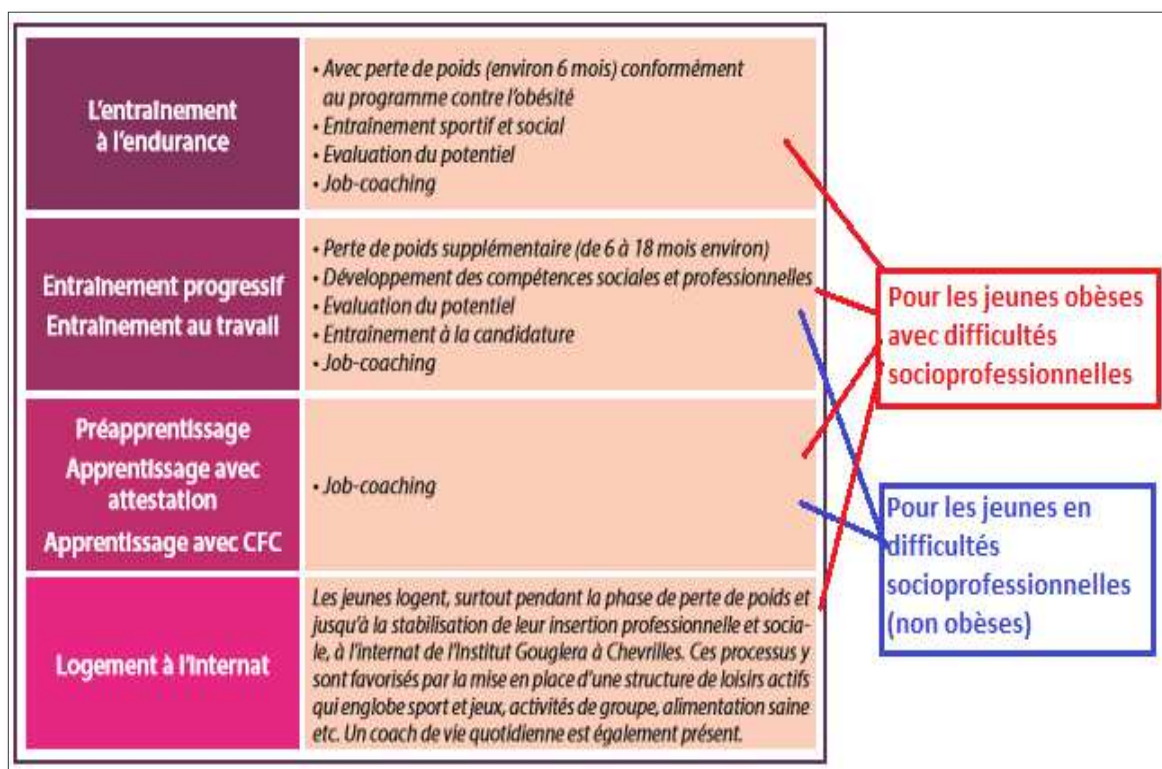 L'entraînement
à l'endurance
• Avec perte de poids (environ 6 mois) conformément
au programme contre l'obésité
• Entraînement sportif et social
• Evaluation du potentiel
• Job-coaching
Entraînement progressif
Entraînement au travail
• Perte de poids supplémentaire (de 6 à 18 mois environ)
• Développement des compétences sociales et professionnelles
• Evaluation du potentiel
• Entraînement à la candidature
• Job-coaching
Préapprentissage
Apprentissage avec
attestation
Apprentissage avec CFC
• Job-coaching
Logement à l'internat
Les jeunes logent, surtout pendant la phase de perte de poids et
jusqu'à la stabilisation de leur insertion professionnelle et socia-
le, à l'internat de l'Institut Gouglera à Chevrilles. Ces processus y
sont favorisés par la mise en place d'une structure de loisirs actifs
qui englobe sport et jeux, activités de groupe, alimentation saine
etc. Un coach de vie quotidienne est également présent.
Pour les jeunes obèses
avec difficultés
socioprofessionnelles
Pour les jeunes en
difficultés
socioprofessionnelles
(non obèses)